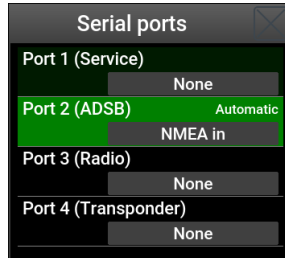 Serial ports
Port 1 (Service)
None
Port 2 (ADSB) Automatic
NMEA in
Port 3 (Radio)
None
Port 4 (Transponder)
None